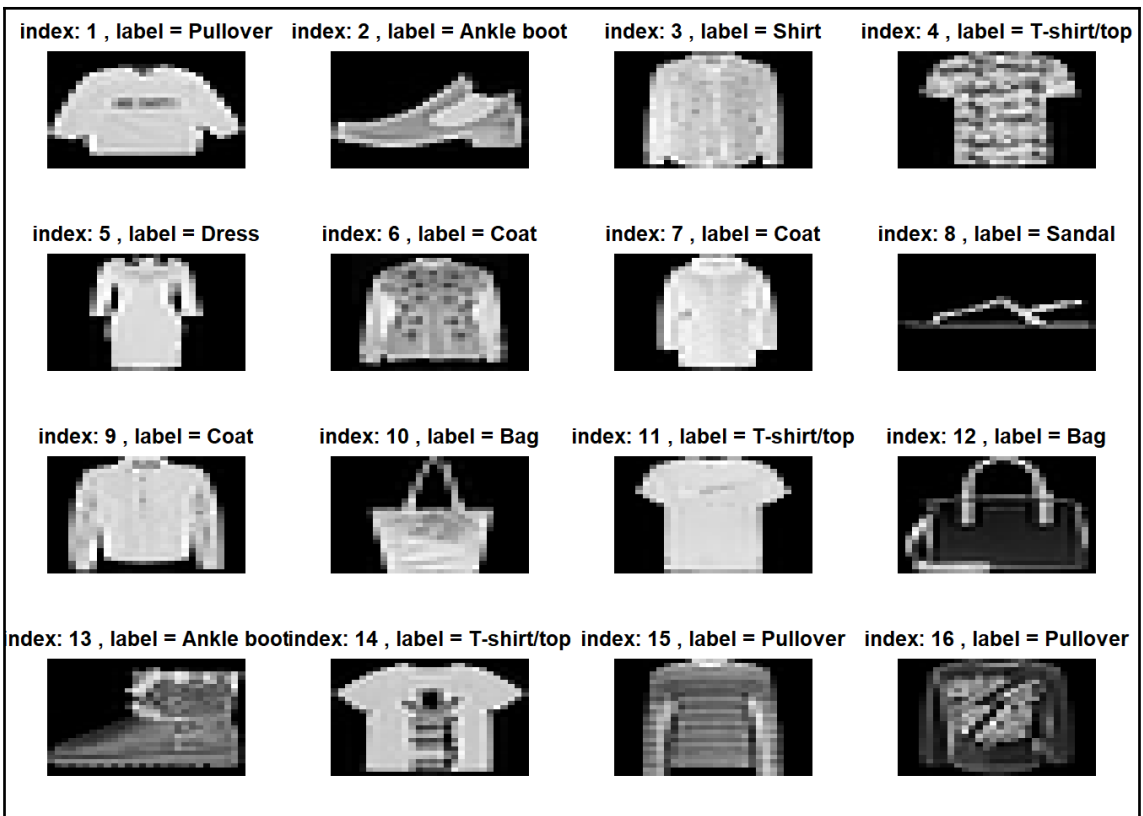 index: 1 , label = Pullover
index: 2 , label = Ankle boot
index: 3 , label = Shirt
index: 4 , label = T-shirt/top
index: 5 , label = Dress
index: 6 , label = Coat
index: 7 , label = Coat
index: 8 , label = Sandal
index: 9 , label = Coat
index: 10 , label = Bag
index: 11 , label = T-shirt/top
index: 12 , label = Bag
index: 13 , label = Ankle boot
index: 14 , label = T-shirt/top
index: 15 , label = Pullover
index: 16 , label = Pullover